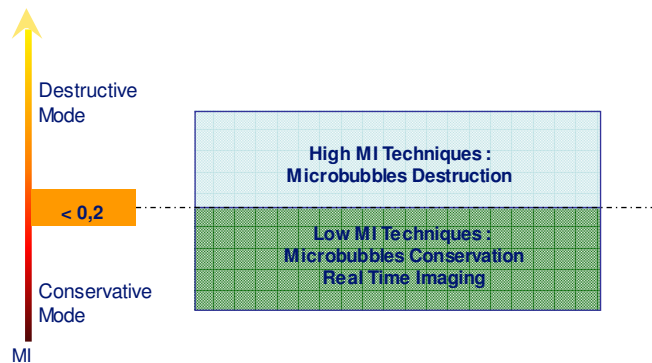 Destructive
Mode
High MI Techniques :
Microbubbles Destruction
< 0,2
Low MI Techniques :
Microbubbles Conservation
Real Time Imaging
Conservative
Mode
MI